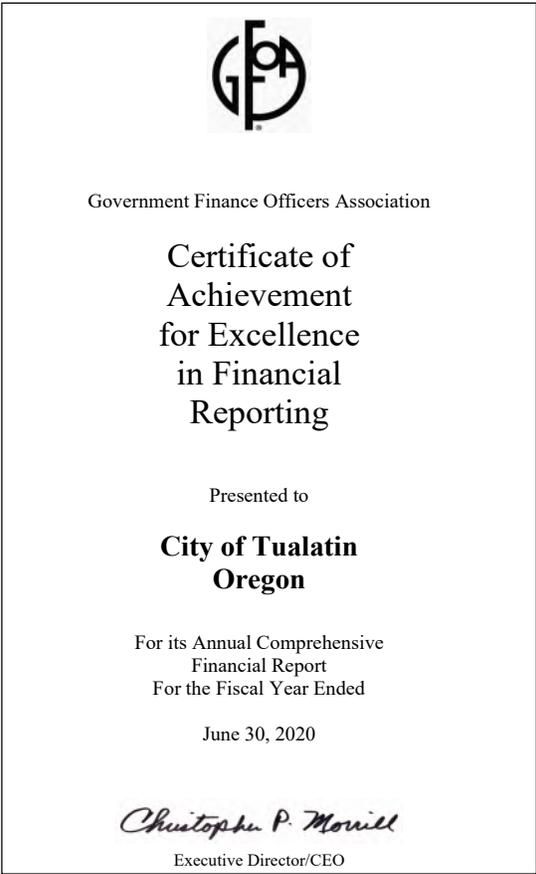 GFOA
®
Government Finance Officers Association
Certificate of
Achievement
for Excellence
in Financial
Reporting
Presented to
City of Tualatin
Oregon
For its Annual Comprehensive
Financial Report
For the Fiscal Year Ended
June 30, 2020
Christopher P. Morrill
Executive Director/CEO